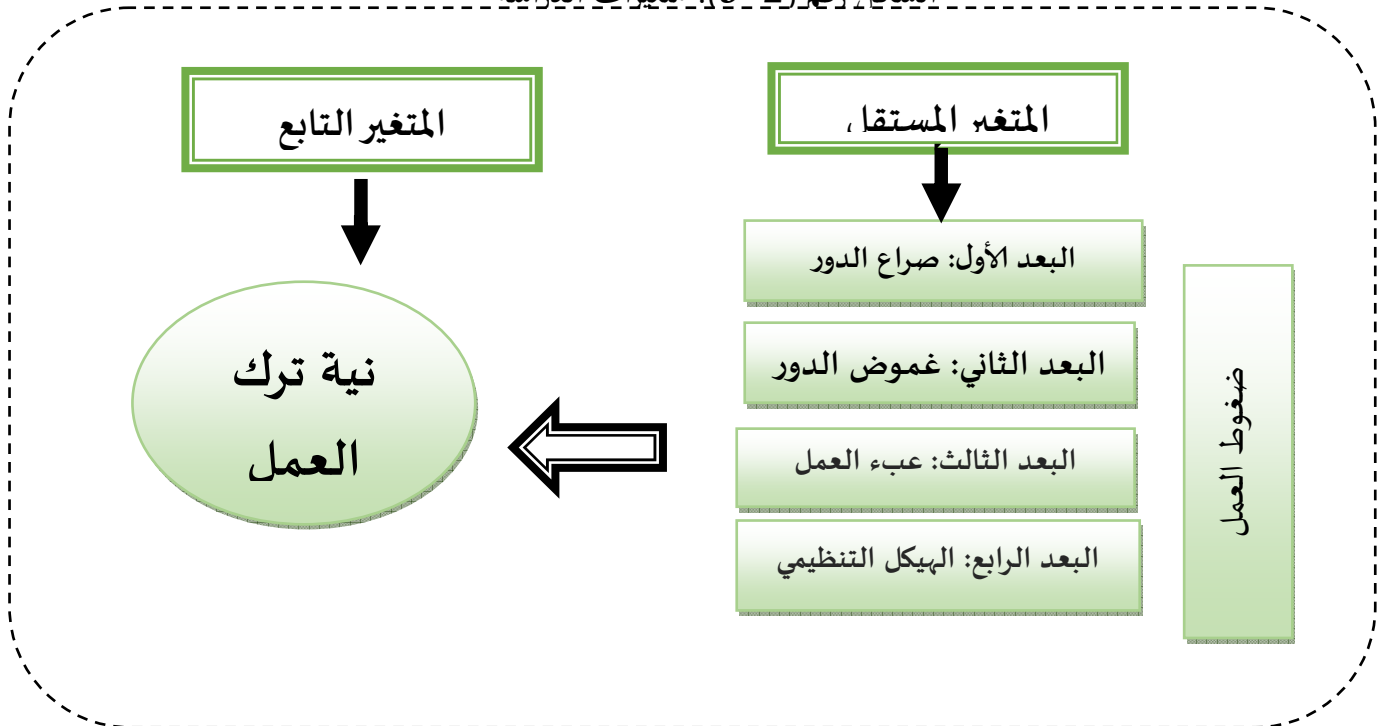 المتغير المستقل
المتغير التابع
البعد الأول: صراع الدور
البعد الثاني: غموض الدور
البعد الثالث: عبء العمل
البعد الرابع: الهيكل التنظيمي
ضغوط العمل
نية ترك
العمل